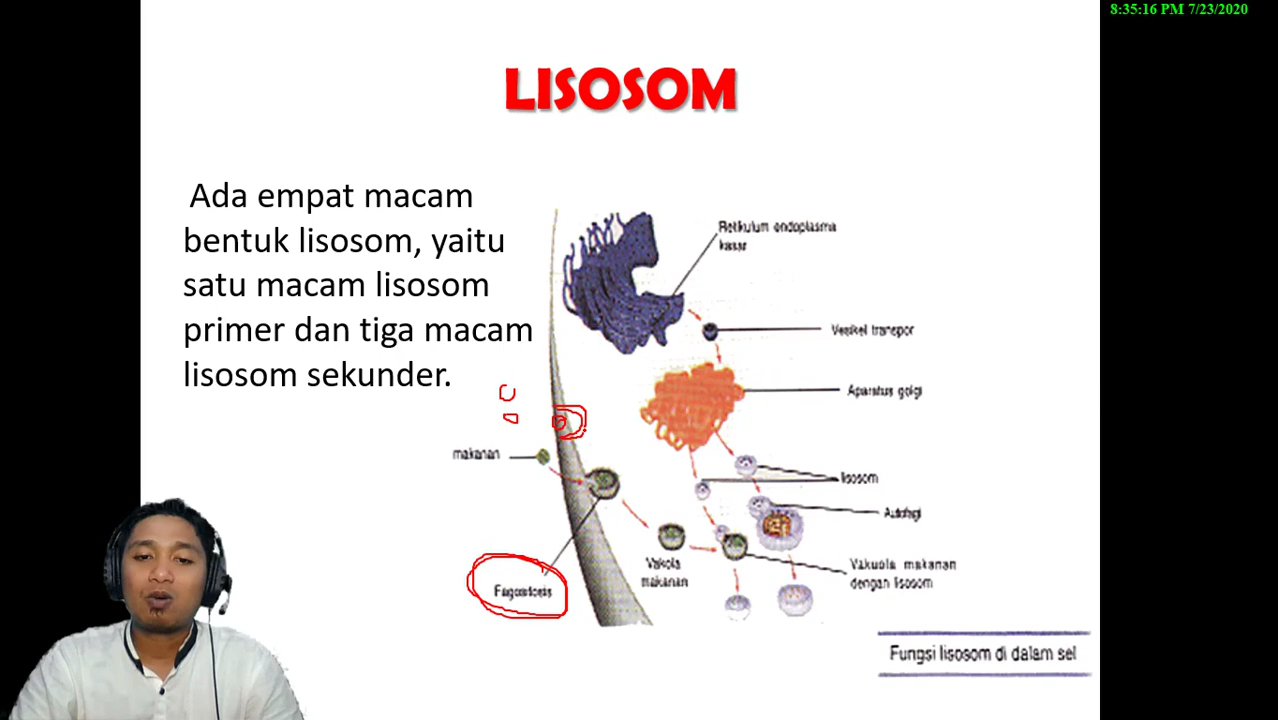 8:35:16 PM 7/23/2020
LISOSOM
Ada empat macam
bentuk lisosom, yaitu
satu macam lisosom
primer dan tiga macam
lisosom sekunder.
Retikulum endoplasma
kasar
Vesikel transpor
Aparatus golgi
makanan
lisosom
Autofagi
Vakola
makanan
Vakuola makanan
dengan lisosom
Fagositosis
Fungsi lisosom di dalam sel